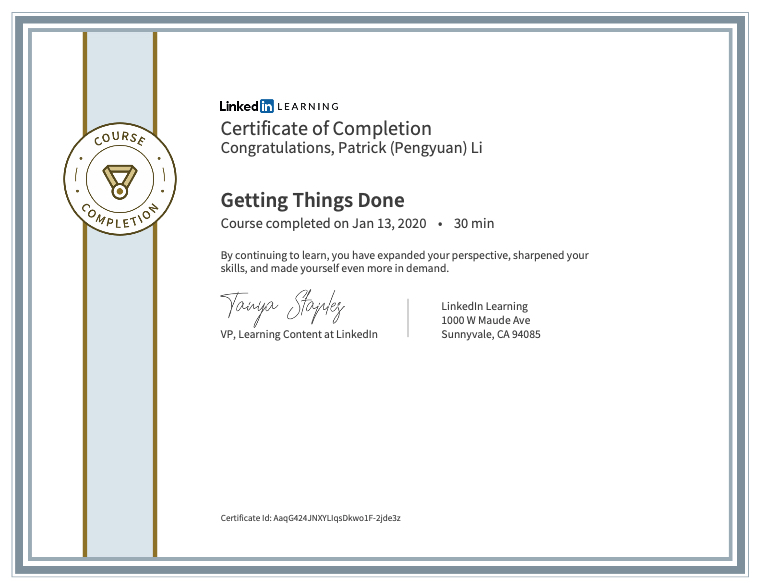 COURSE
COMPLETION
Linked in LEARNING
Certificate of Completion
Congratulations, Patrick (Pengyuan) Li
Getting Things Done
Course completed on Jan 13, 2020 • 30 min
By continuing to learn, you have expanded your perspective, sharpened your
skills, and made yourself even more in demand.
Tanya Staples
VP, Learning Content at LinkedIn
LinkedIn Learning
1000 W Maude Ave
Sunnyvale, CA 94085
Certificate Id: AaqG424JNXYLIqsDkwo1F-2jde3z